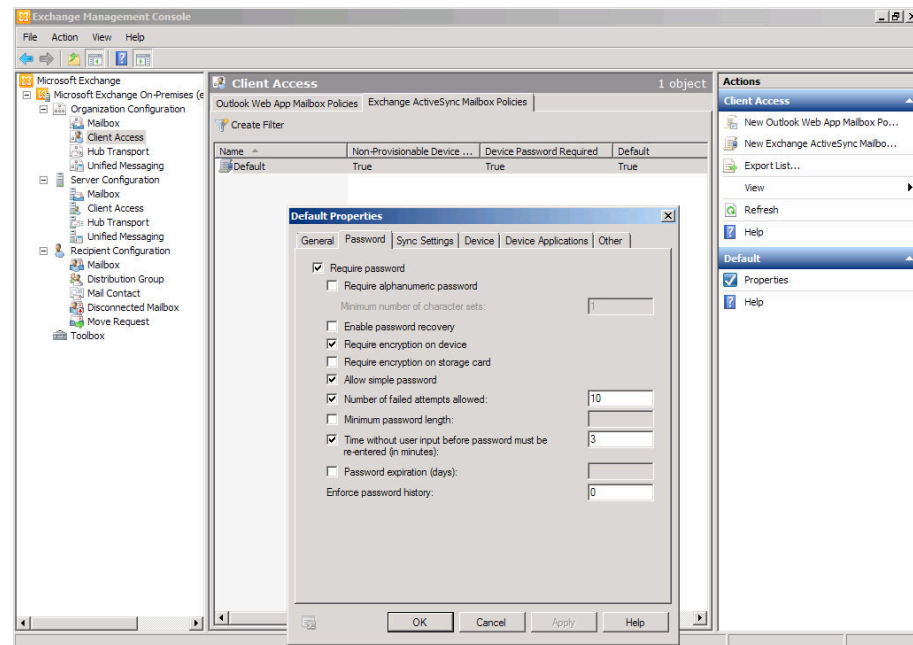 Exchange Management Console
File Action View Help
Microsoft Exchange
Microsoft Exchange On-Premises (e
Organization Configuration
Mailbox
Client Access
Hub Transport
Unified Messaging
Server Configuration
Mailbox
Client Access
Hub Transport
Unified Messaging
Recipient Configuration
Mailbox
Distribution Group
Mail Contact
Disconnected Mailbox
Move Request
Toolbox
Client Access 1 object
Outlook Web App Mailbox Policies Exchange ActiveSync Mailbox Policies
Create Filter
Name Non-Provisionable Device ... Device Password Required Default
Default True True True
Default Properties
General Password Sync Settings Device Device Applications Other
Require password
Require alphanumeric password
Minimum number of character sets: 1
Enable password recovery
Require encryption on device
Require encryption on storage card
Allow simple password
Number of failed attempts allowed: 10
Minimum password length:
Time without user input before password must be
re-entered (in minutes): 3
Password expiration (days):
Enforce password history: 0
OK Cancel Apply Help
Actions
Client Access
New Outlook Web App Mailbox Po...
New Exchange ActiveSync Mailbo...
Export List...
View
Refresh
Help
Default
Properties
Help